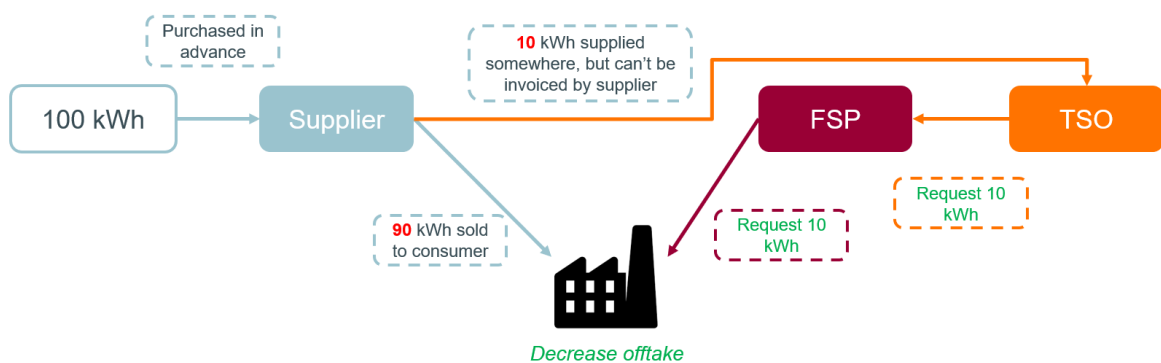 Purchased in
advance
10 kWh supplied
somewhere, but can't be
invoiced by supplier
100 kWh
Supplier
FSP
TSO
Request 10
kWh
90 kWh sold
to consumer
Request 10
kWh
Decrease offtake